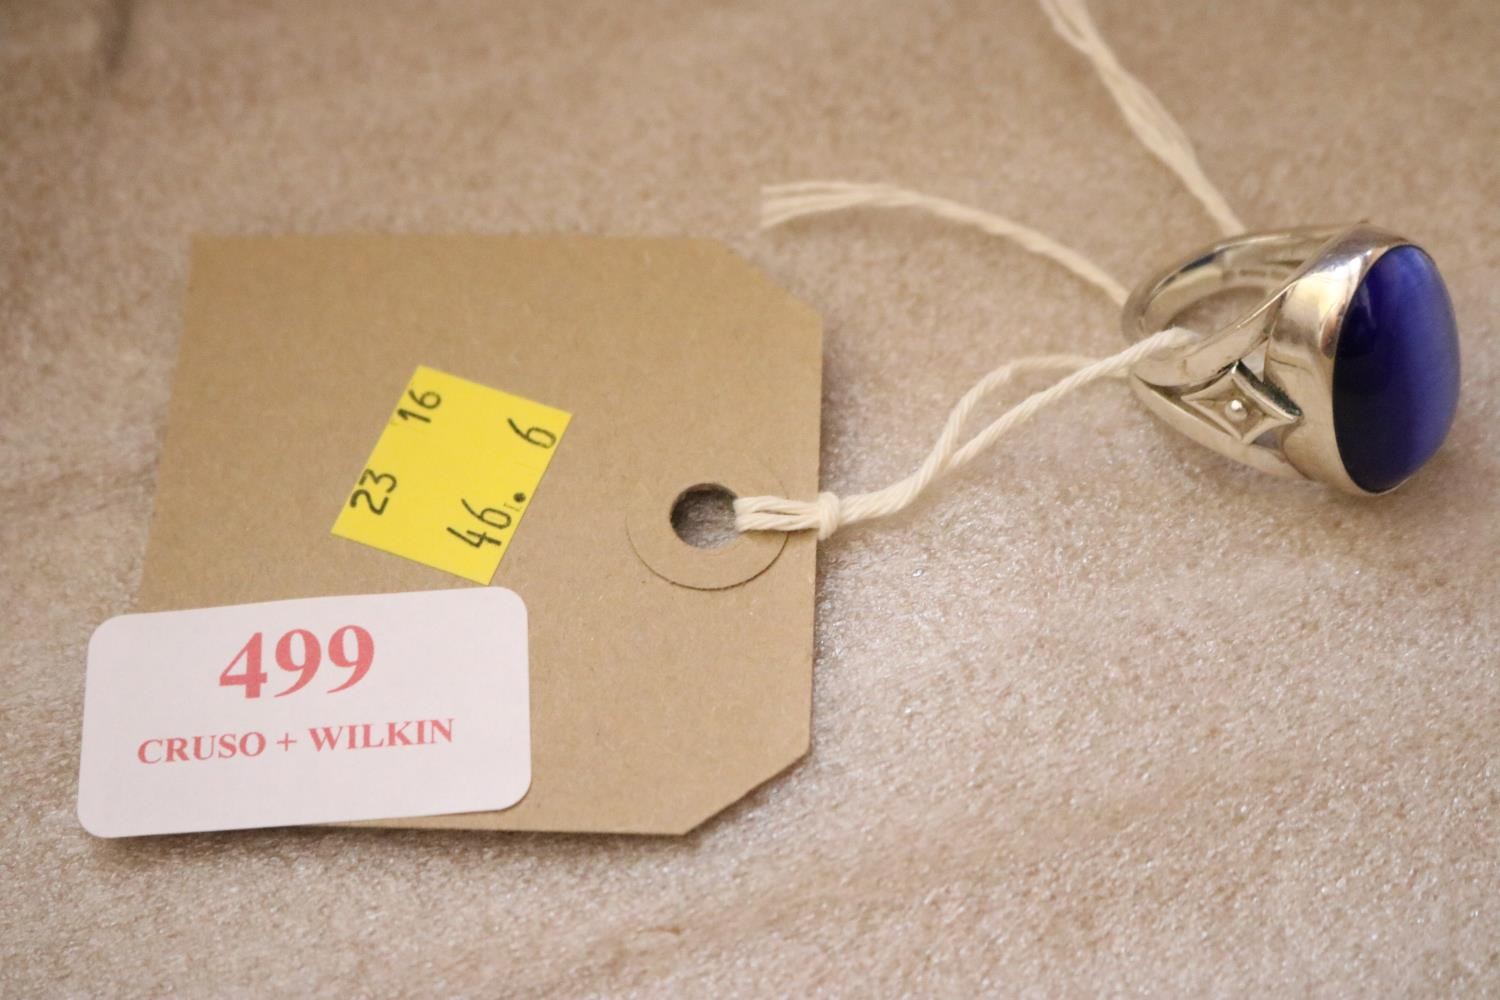 23 16
46. 6
499
CRUSO + WILKIN